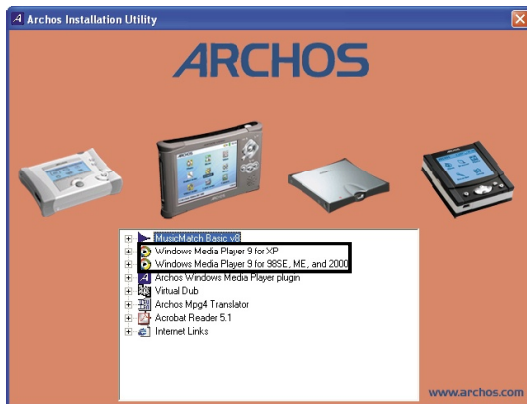 Archos Installation Utility
ARCHOS
MusicMatch Basic v8
Windows Media Player 9 for XP
Windows Media Player 9 for 98SE, ME, and 2000
Archos Windows Media Player plugin
Virtual Dub
Archos Mpg4 Translator
Acrobat Reader 5.1
Internet Links
www.archos.com